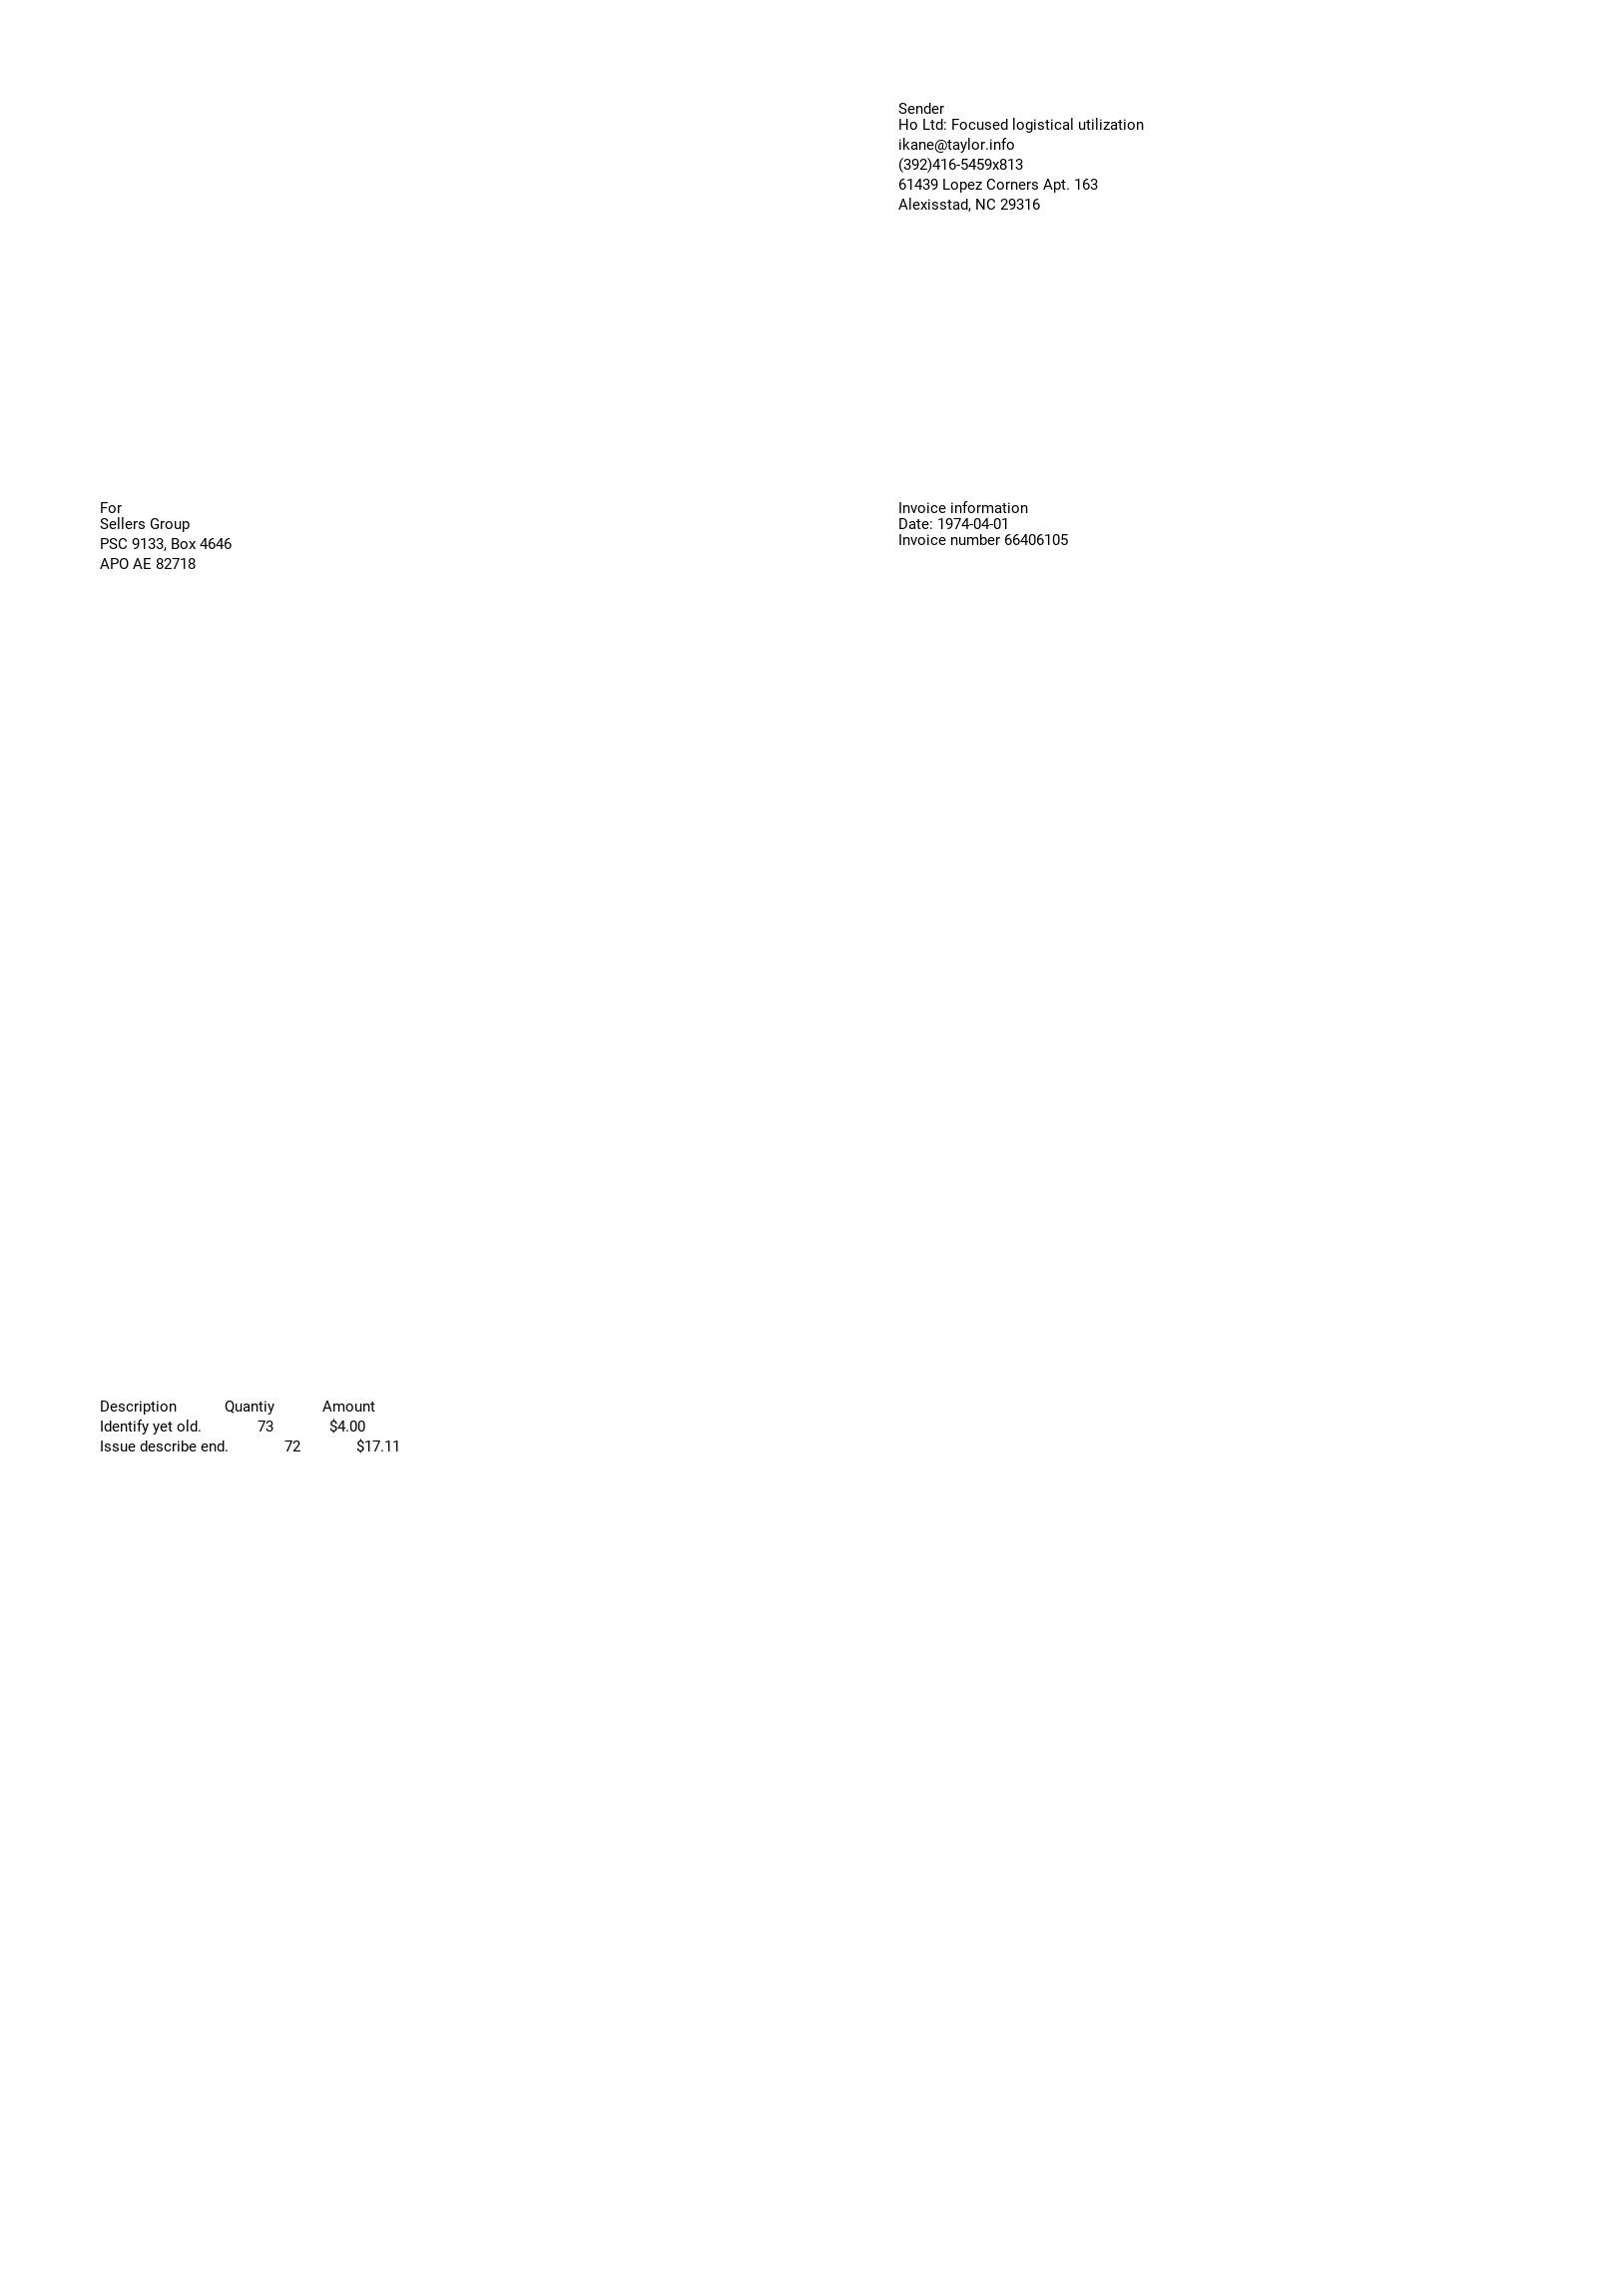 Sender
Ho Ltd: Focused logistical utilization
ikane@taylor.info
(392)416-5459x813
61439 Lopez Corners Apt. 163
Alexisstad, NC 29316
For
Sellers Group
PSC 9133, Box 4646
APO AE 82718
Invoice information
Date: 1974-04-01
Invoice number 66406105
Description Quantiy Amount
Identify yet old. 73 $4.00
Issue describe end. 72 $17.11